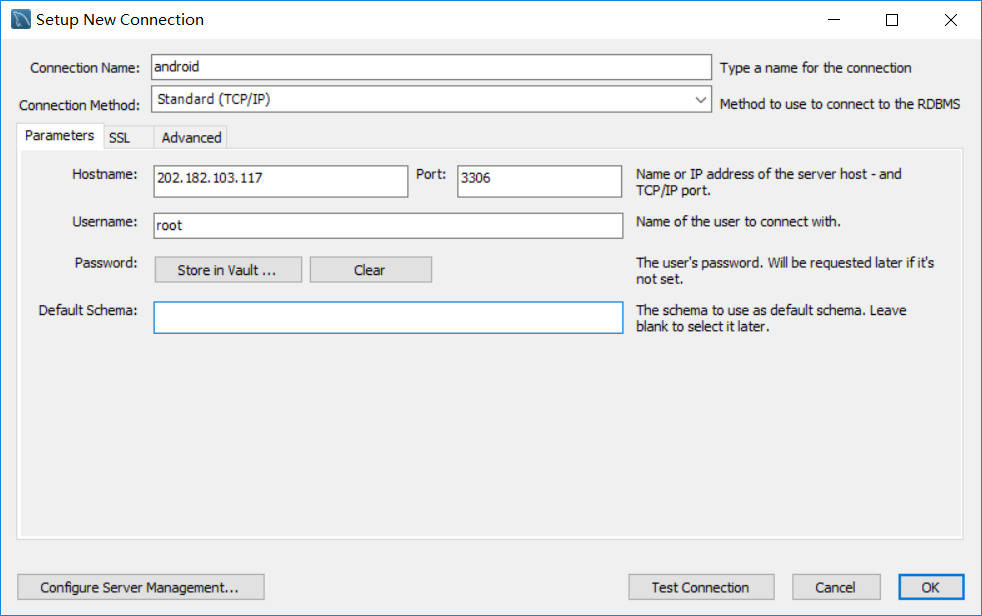 Setup New Connection
Connection Name: android Type a name for the connection
Connection Method: Standard (TCP/IP) Method to use to connect to the RDBMS
Parameters SSL Advanced
Hostname: 202.182.103.117 Port: 3306 Name or IP address of the server host - and
TCP/IP port.
Username: root Name of the user to connect with.
Password: Store in Vault ... Clear The user's password. Will be requested later if it's
not set.
Default Schema: The schema to use as default schema. Leave
blank to select it later.
Configure Server Management... Test Connection Cancel OK